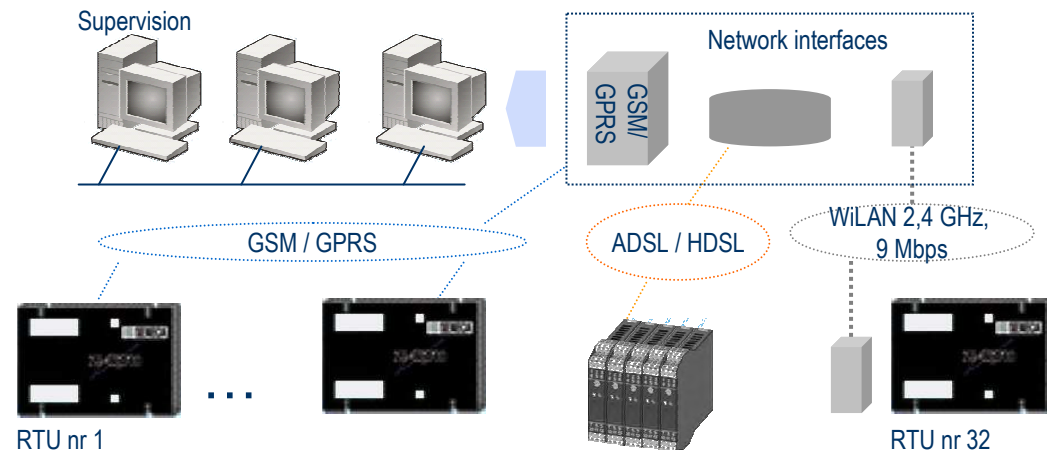 Supervision
Network interfaces
GSM/
GPRS
GSM / GPRS
ADSL / HDSL
WiLAN 2,4 GHz,
9 Mbps
...
RTU nr 1
RTU nr 32